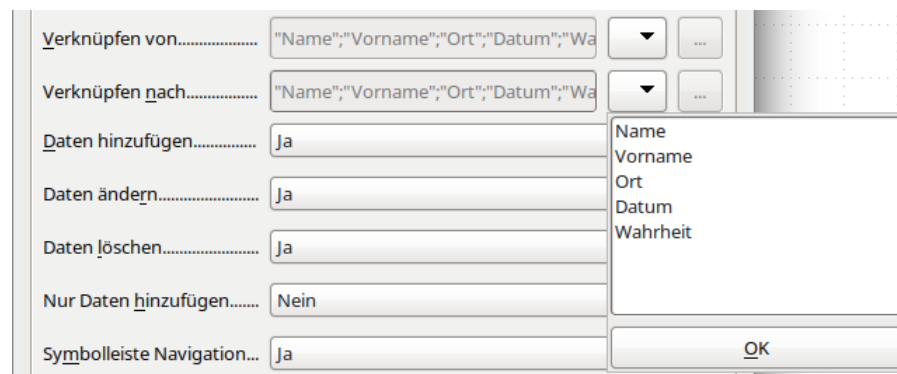 Verknüpfen von................... "Name";"Vorname";"Ort";"Datum";"Wa ...
Verknüpfen nach................. "Name";"Vorname";"Ort";"Datum";"Wa ...
Daten hinzufügen............... Ja
Daten ändern........................ Ja
Daten löschen....................... Ja
Nur Daten hinzufügen....... Nein
Symbolleiste Navigation... Ja
Name
Vorname
Ort
Datum
Wahrheit
OK